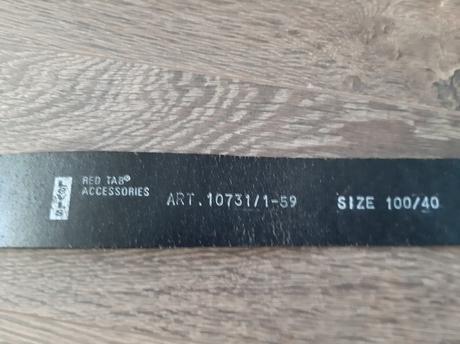 LEVI'S
RED TAB®
ACCESSORIES
ART.10731/1-59
SIZE 100/40